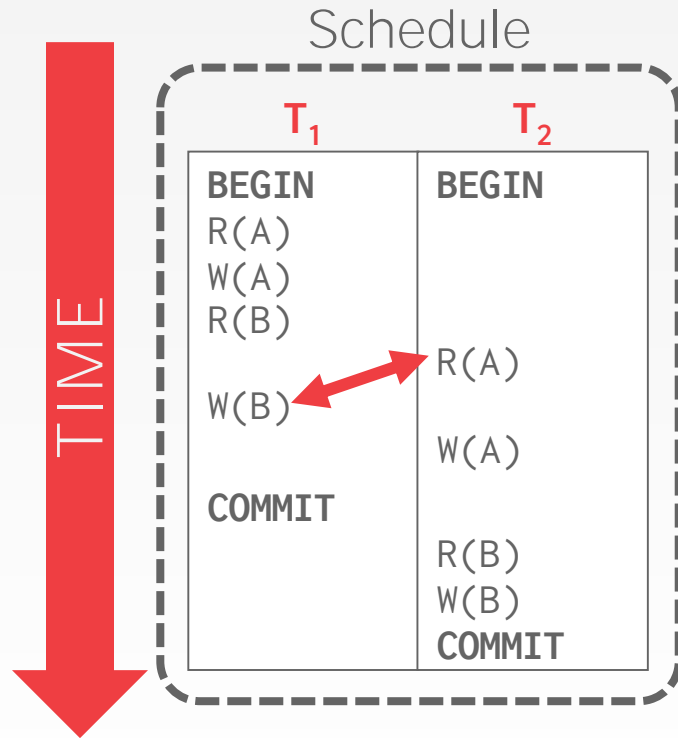 Schedule
TIME
T1 T2
BEGIN BEGIN
R(A)
W(A)
R(B)
R(A)
W(B)
W(A)
COMMIT
R(B)
W(B)
COMMIT